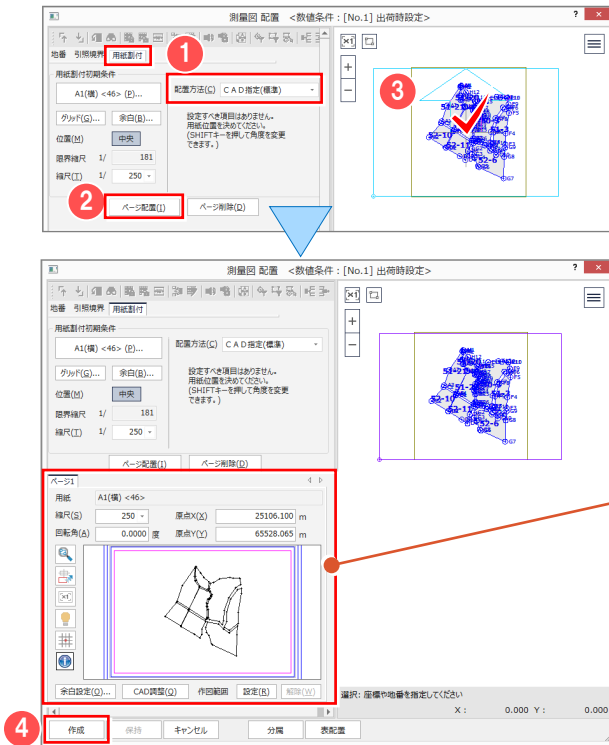 測量図 配置 <数値条件：[No.1] 出荷時設定>
? ×
地番 引照境界 用紙割付
1
用紙割付初期条件
A1(横) <46> (P)...
配置方法(C) ＣＡＤ指定(標準)
グリッド(G)... 余白(B)...
設定すべき項目はありません。
用紙位置を決めてください。
(SHIFTキーを押して角度を変更
できます。)
位置(M) 中央
限界縮尺 1/ 181
縮尺(T) 1/ 250
2
ページ配置(I) ページ削除(D)
3
52-10
52-6
G7
測量図 配置 <数値条件：[No.1] 出荷時設定>
? ×
地番 引照境界 用紙割付
用紙割付初期条件
A1(横) <46> (P)...
配置方法(C) ＣＡＤ指定(標準)
グリッド(G)... 余白(B)...
設定すべき項目はありません。
用紙位置を決めてください。
(SHIFTキーを押して角度を変更
できます。)
位置(M) 中央
限界縮尺 1/ 181
縮尺(T) 1/ 250
ページ配置(I) ページ削除(D)
52-10
52-6
G7
ページ1
用紙 A1(横) <46>
縮尺(S) 250 原点X(X) 25106.100 m
回転角(A) 0.0000 度 原点Y(Y) 65528.065 m
余白設定(O)... CAD調整(Q) 作図範囲 設定(R) 解除(W)
選択: 座標や地番を指定してください
X： 0.000 Y： 0.000
4
作成 保持 キャンセル 分属 表配置